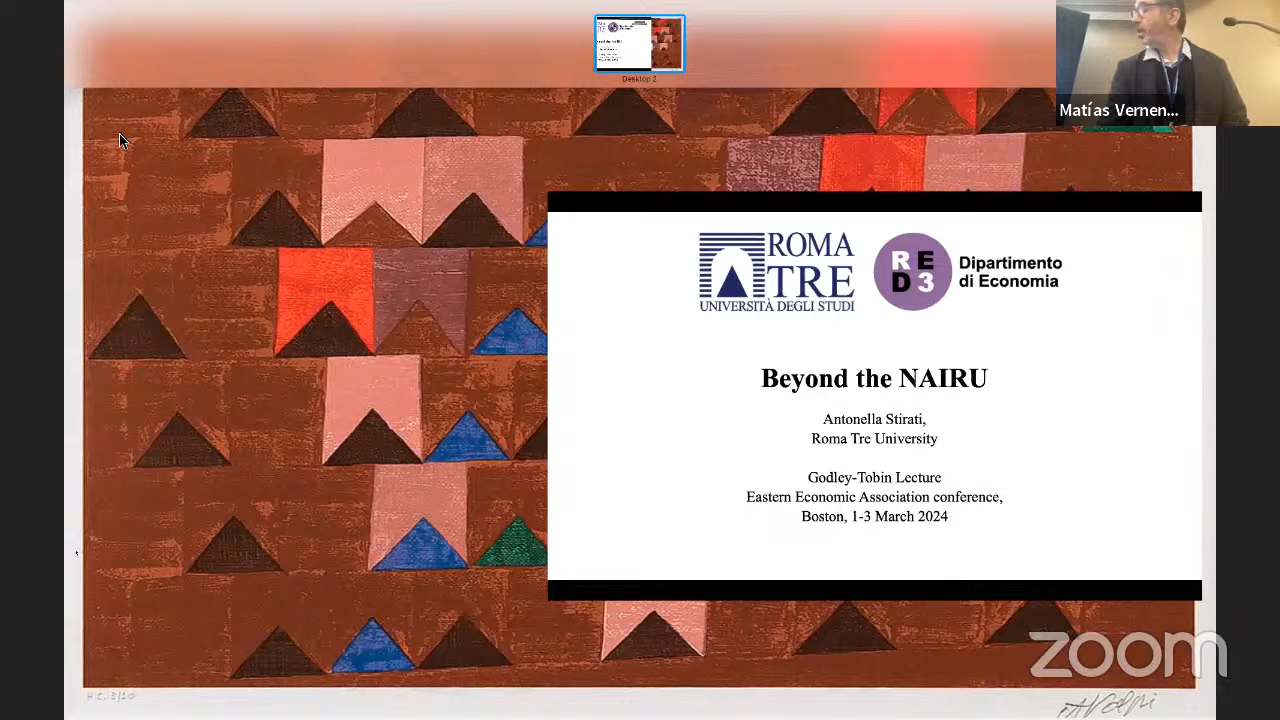 Desktop 2
Matías Vernen...
ROMA
TRE
UNIVERSITÀ DEGLI STUDI
R E
D 3
Dipartimento
di Economia
Beyond the NAIRU
Antonella Stirati,
Roma Tre University
Godley-Tobin Lecture
Eastern Economic Association conference,
Boston, 1-3 March 2024
zoom